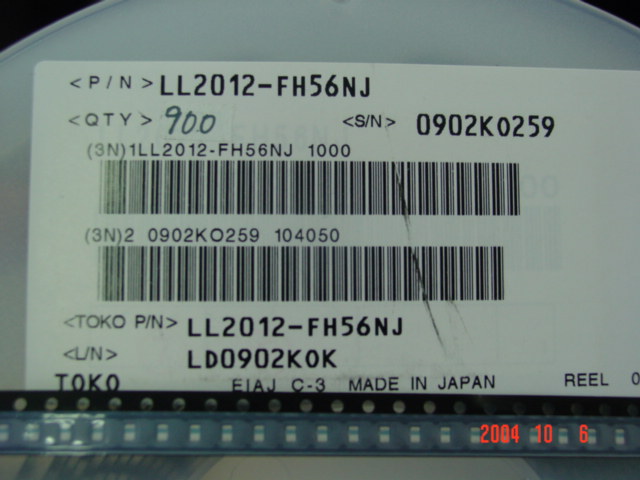 <P/N> LL2012-FH56NJ
<QTY> 900 <S/N> 0902K0259
(3N)1LL2012-FH56NJ 1000
(3N)2 0902KO259 104050
<TOKO P/N> LL2012-FH56NJ
<L/N> LD0902K0K
TOKO EIAJ C-3 MADE IN JAPAN REEL 0
2004 10 6